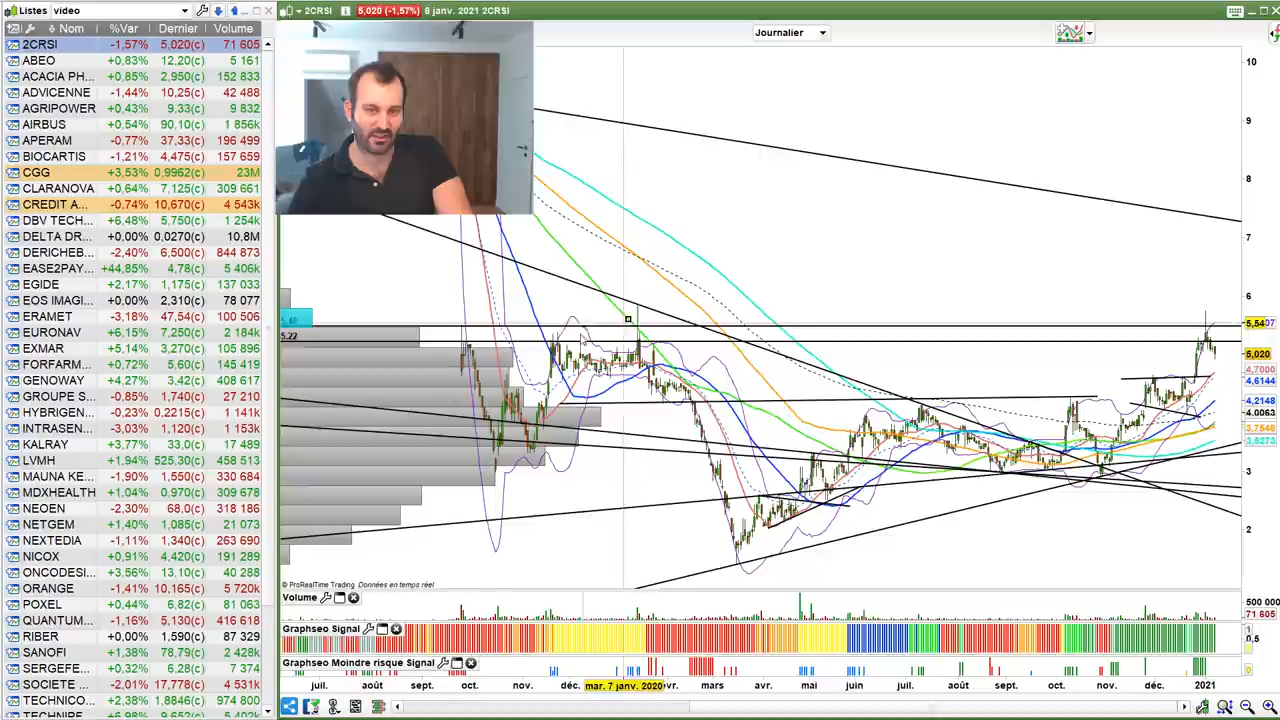 Listes video
Nom %Var Dernier Volume
2CRSI -1,57% 5,020(c) 71 605
ABEO +0,83% 12,20(c) 5 161
ACACIA PH... +0,85% 2,950(c) 152 833
ADVICENNE -1,44% 10,25(c) 42 488
AGRIPOWER +0,43% 9,33(c) 9 832
AIRBUS +0,54% 90,10(c) 1 856k
APERAM -0,77% 37,33(c) 196 499
BIOCARTIS -1,21% 4,475(c) 157 659
CGG +3,53% 0,9962(c) 23M
CLARANOVA +0,64% 7,125(c) 309 661
CREDIT A... -0,74% 10,670(c) 4 543k
DBV TECH... +6,48% 5,750(c) 1 254k
DELTA DR... +0,00% 0,0270(c) 10,8M
DERICHEB... -2,40% 6,500(c) 844 873
EASE2PAY... +44,85% 4,78(c) 5 406k
EGIDE +2,17% 1,175(c) 137 033
EOS IMAGI... +0,00% 2,310(c) 78 077
ERAMET -3,18% 47,54(c) 100 506
EURONAV +6,15% 7,250(c) 2 184k
EXMAR +5,14% 3,270(c) 105 896
FORFARM... +0,72% 5,60(c) 145 419
GENOWAY +4,27% 3,42(c) 408 617
GROUPE S... -0,85% 1,740(c) 27 210
HYBRIGEN... -0,23% 0,2215(c) 1 141k
INTRASEN... -0,31% 0,638(c) 1 153k
KALRAY +3,77% 33,0(c) 17 489
LVMH +1,94% 525,30(c) 458 513
MAUNA KE... -1,90% 1,550(c) 330 684
MDXHEALTH +1,04% 0,970(c) 309 678
NEOEN -2,30% 68,0(c) 318 186
NETGEM +1,40% 1,085(c) 21 073
NEXTEDIA -1,11% 1,340(c) 263 690
NICOX +0,91% 4,420(c) 191 289
ONCODESI... +3,56% 13,10(c) 40 288
ORANGE -1,41% 10,165(c) 5 720k
POXEL +0,44% 6,82(c) 81 063
QUANTUM... -1,16% 5,130(c) 416 618
RIBER +0,00% 1,590(c) 87 329
SANOFI +0,38% 78,79(c) 2 428k
SERGEFE... +0,32% 6,28(c) 7 374
SOCIETE ... -2,01% 17,778(c) 4 531k
TECHNICO... +2,38% 1,8846(c) 974 800
TECHNIPF... +6,98% 9,652(c) 5 402k
2CRSI 5,020 (-1,57%) 8 janv. 2021 2CRSI
Journalier
10
9
8
7
6
5,54
5.22
5,020
4,7000
4,6144
4,2148
4,0063
3,7548
3,5273
3
2
© ProRealTime Trading Données en temps réel
Volume
500 000
71 605
Graphseo Signal
1
0,5
Graphseo Moindre risque Signal
0
juil. août sept. oct. nov. déc. mar. 7 janv. 2020 vr. mars avr. mai juin juil. août sept. oct. nov. déc. 2021